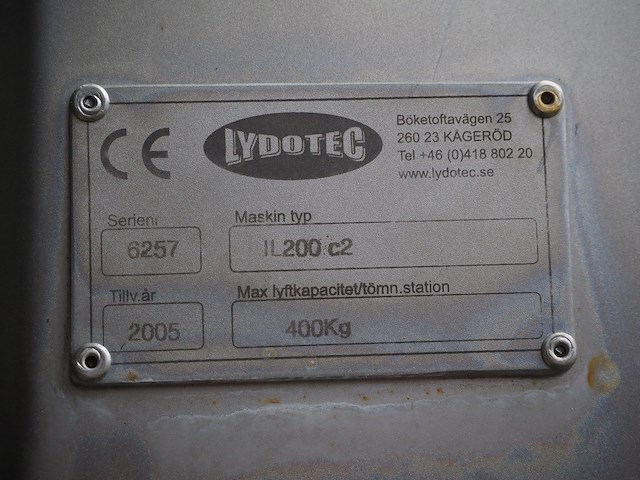 CE
LYDOTEC
Böketoftavägen 25
260 23 KÅGERÖD
Tel +46 (0)418 802 20
www.lydotec.se
Serienr
6257
Maskin typ
IL200 c2
Tillv.år
2005
Max lyftkapacitet/tömn.station
400Kg